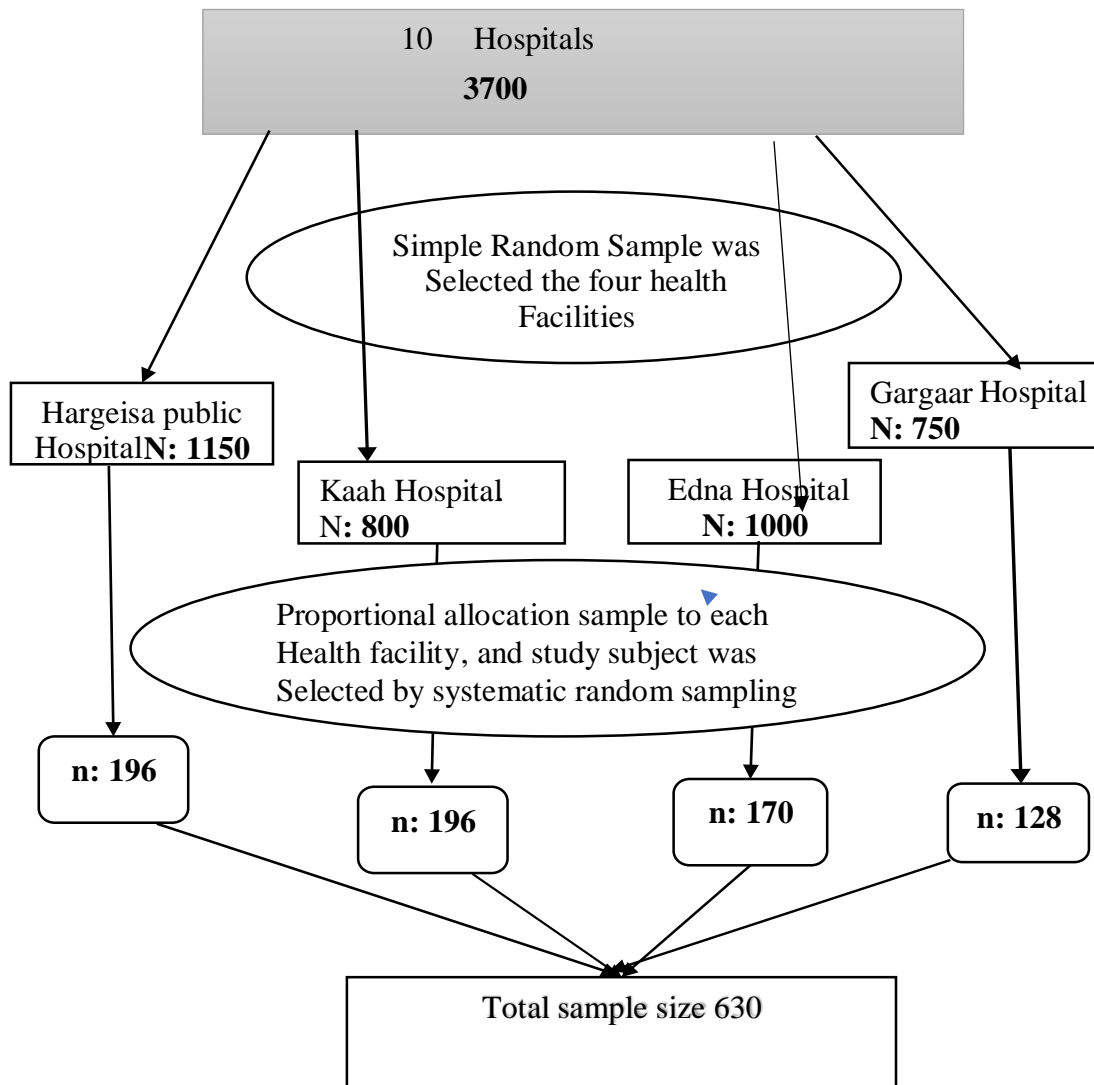 10 Hospitals
3700
Simple Random Sample was
Selected the four health
Facilities
Hargeisa public
HospitalN: 1150
Gargaar Hospital
N: 750
Kaah Hospital
N: 800
Edna Hospital
N: 1000
Proportional allocation sample to each
Health facility, and study subject was
Selected by systematic random sampling
n: 196
n: 196
n: 170
n: 128
Total sample size 630